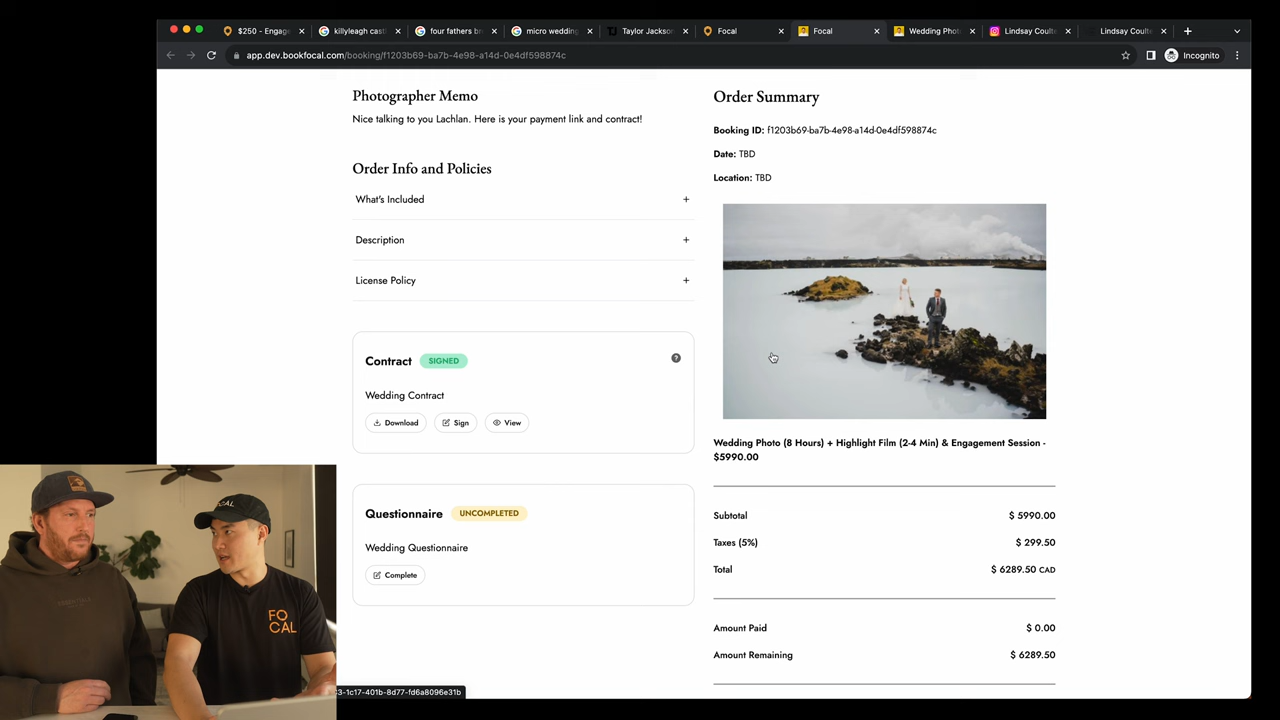 $250 - Engage
killyleagh cast
four fathers br
micro wedding
Taylor Jackson
Focal
Focal
Wedding Photo
Lindsay Coulte
Lindsay Coulte
app.dev.bookfocal.com/booking/f1203b69-ba7b-4e98-a14d-0e4df598874c
Incognito
Photographer Memo
Nice talking to you Lachlan. Here is your payment link and contract!
Order Info and Policies
What's Included +
Description +
License Policy +
Contract SIGNED ?
Wedding Contract
Download Sign View
Questionnaire UNCOMPLETED
Wedding Questionnaire
Complete
Order Summary
Booking ID: f1203b69-ba7b-4e98-a14d-0e4df598874c
Date: TBD
Location: TBD
Wedding Photo (8 Hours) + Highlight Film (2-4 Min) & Engagement Session -
$5990.00
Subtotal $ 5990.00
Taxes (5%) $ 299.50
Total $ 6289.50 CAD
Amount Paid $ 0.00
Amount Remaining $ 6289.50
3-1c17-401b-8d77-fd6a8096e31b
FO
CAL